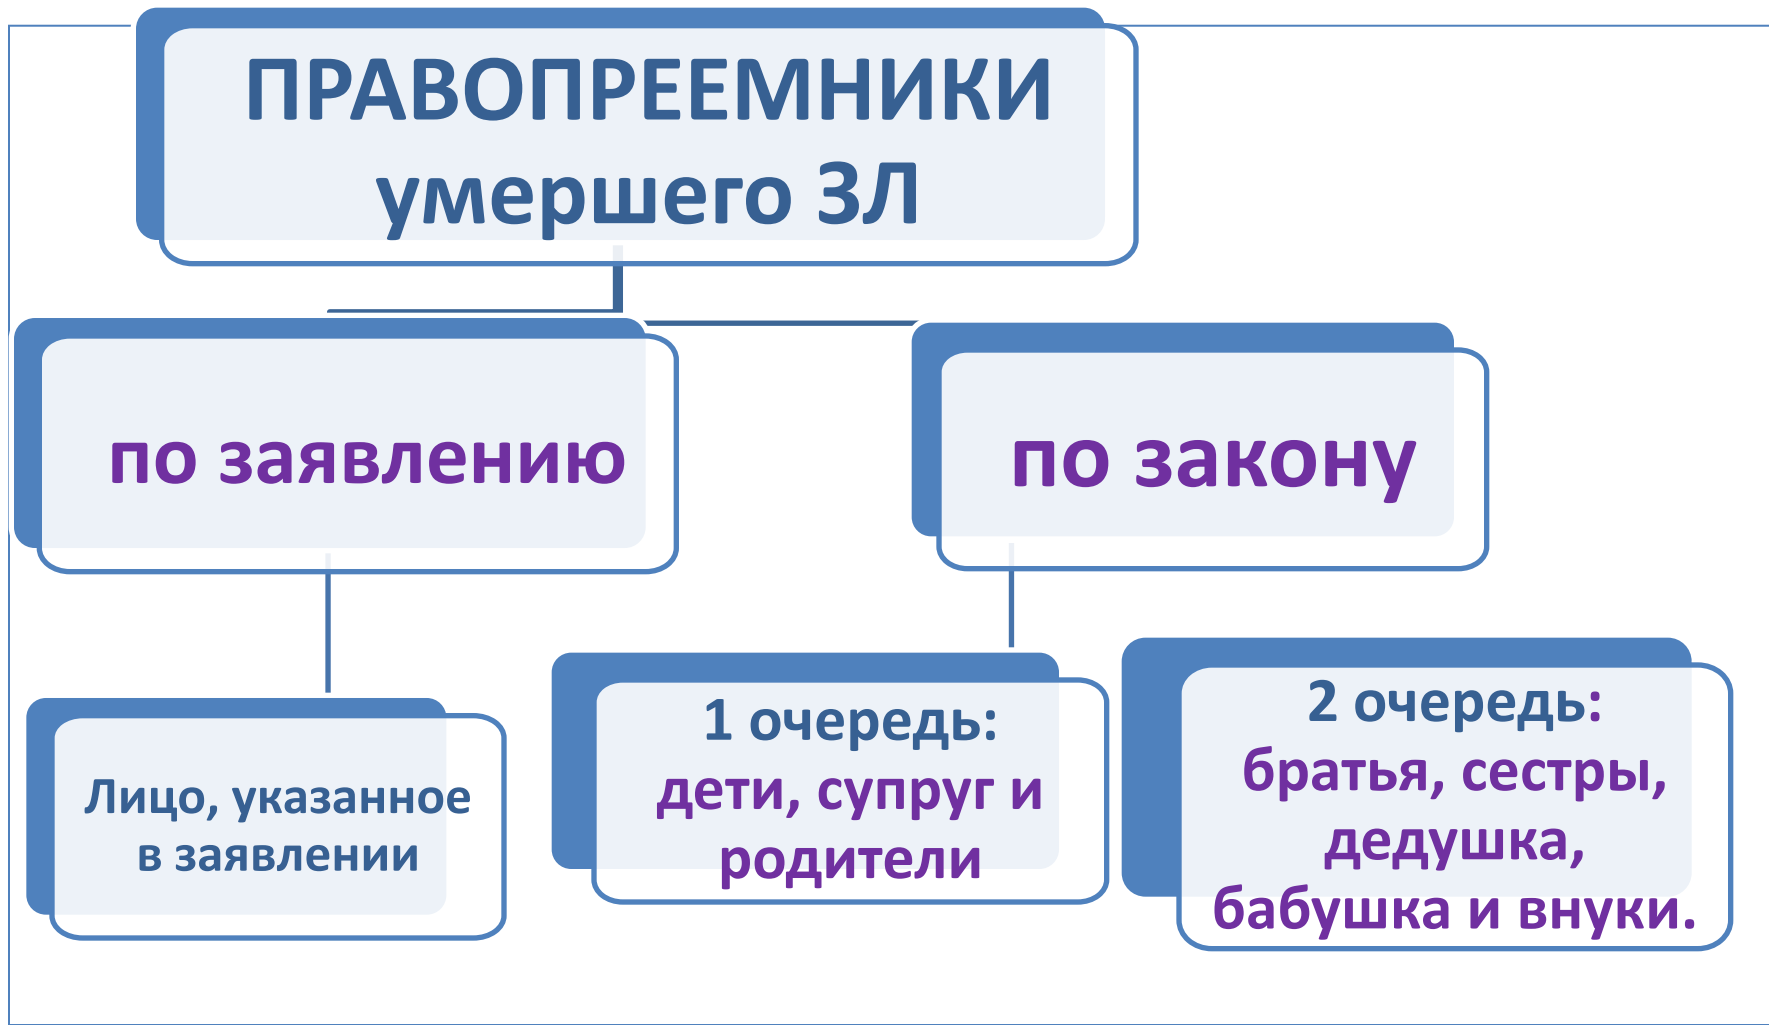 ПРАВОПРЕЕМНИКИ
умершего ЗЛ
по заявлению
по закону
Лицо, указанное
в заявлении
1 очередь:
дети, супруг и
родители
2 очередь:
братья, сестры,
дедушка,
бабушка и внуки.